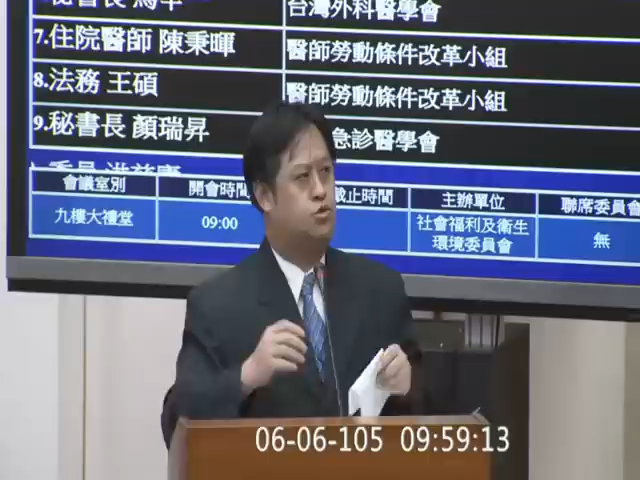 台灣外科醫學會
7.住院醫師 陳秉暉 醫師勞動條件改革小組
8.法務 王碩 醫師勞動條件改革小組
9.秘書長 顏瑞昇 急診醫學會
會議室別 開會時間 截止時間 主辦單位 聯席委員會
九樓大禮堂 09:00 社會福利及衛生 無
環境委員會
06-06-105 09:59:13